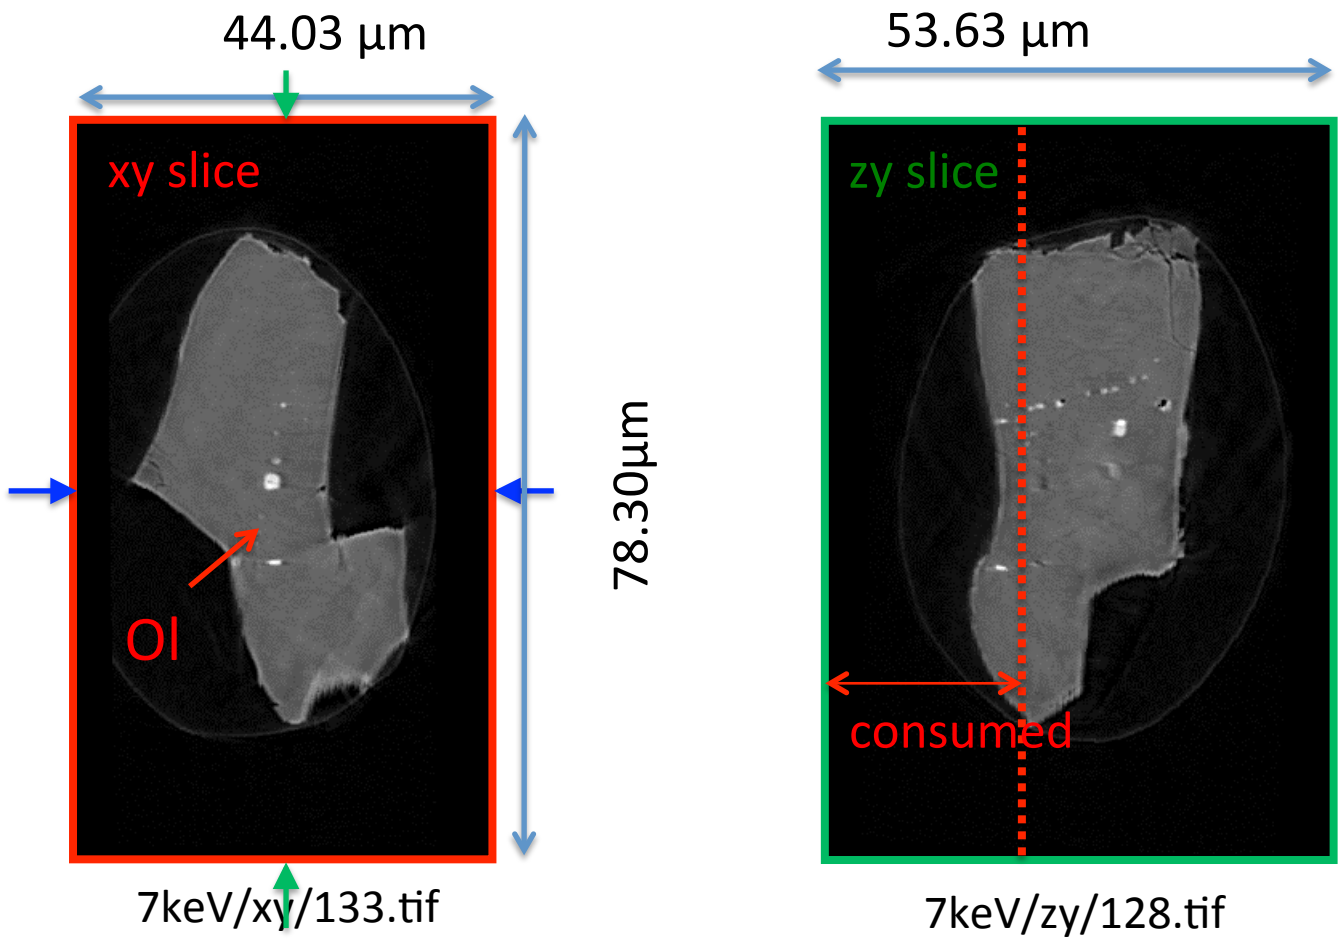 44.03 μm
53.63 μm
xy slice
zy slice
78.30μm
Ol
consumed
7keV/xy/133.tif
7keV/zy/128.tif